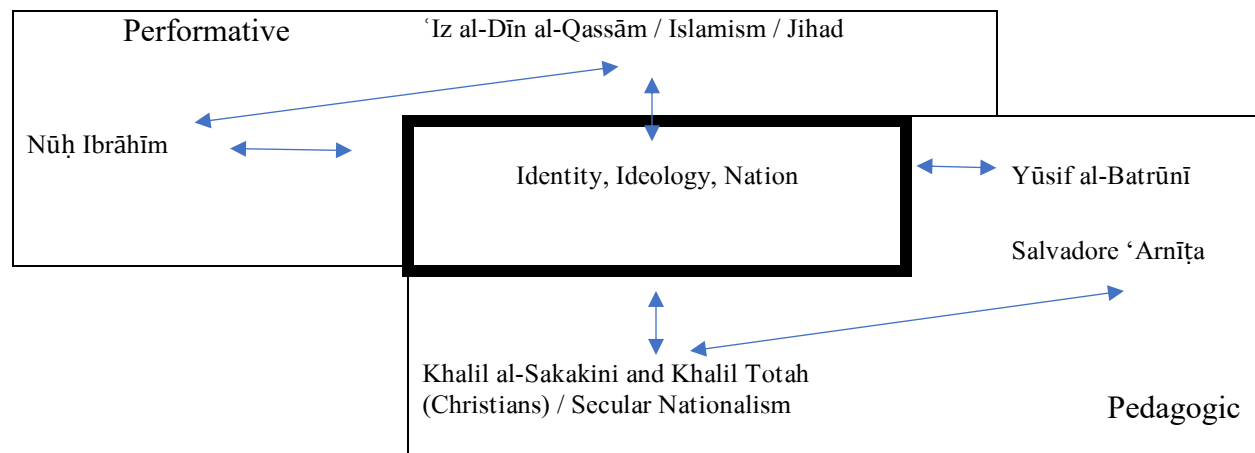 Performative
ʿIz al-Dīn al-Qassām / Islamism / Jihad
Nūḥ Ibrāhīm
Identity, Ideology, Nation
Yūsif al-Batrūnī
Salvadore ‘Arnīṭa
Khalil al-Sakakini and Khalil Totah
(Christians) / Secular Nationalism
Pedagogic